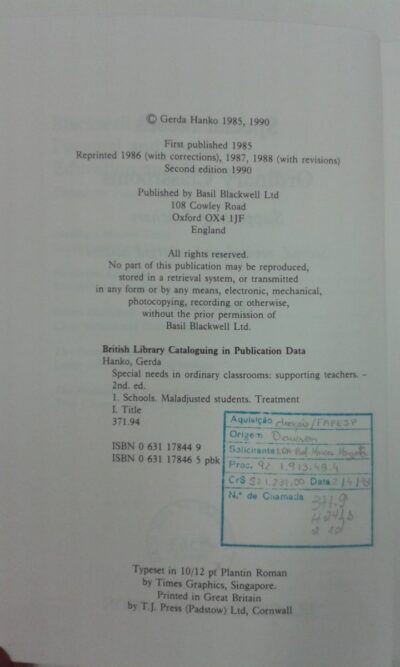 © Gerda Hanko 1985, 1990
First published 1985
Reprinted 1986 (with corrections), 1987, 1988 (with revisions)
Second edition 1990
Published by Basil Blackwell Ltd
108 Cowley Road
Oxford OX4 1JF
England
All rights reserved.
No part of this publication may be reproduced,
stored in a retrieval system, or transmitted
in any form or by any means, electronic, mechanical,
photocopying, recording or otherwise,
without the prior permission of
Basil Blackwell Ltd.
British Library Cataloguing in Publication Data
Hanko, Gerda
Special needs in ordinary classrooms: supporting teachers. –
2nd. ed.
1. Schools. Maladjusted students. Treatment
I. Title
371.94
ISBN 0 631 17844 9
ISBN 0 631 17846 5 pbk
Aquisição /FAPESP
Origem
Solicitante
Proc. 92
Cr$ Data
N.º de Chamada
371.9
Typeset in 10/12 pt Plantin Roman
by Times Graphics, Singapore.
Printed in Great Britain
by T.J. Press (Padstow) Ltd, Cornwall